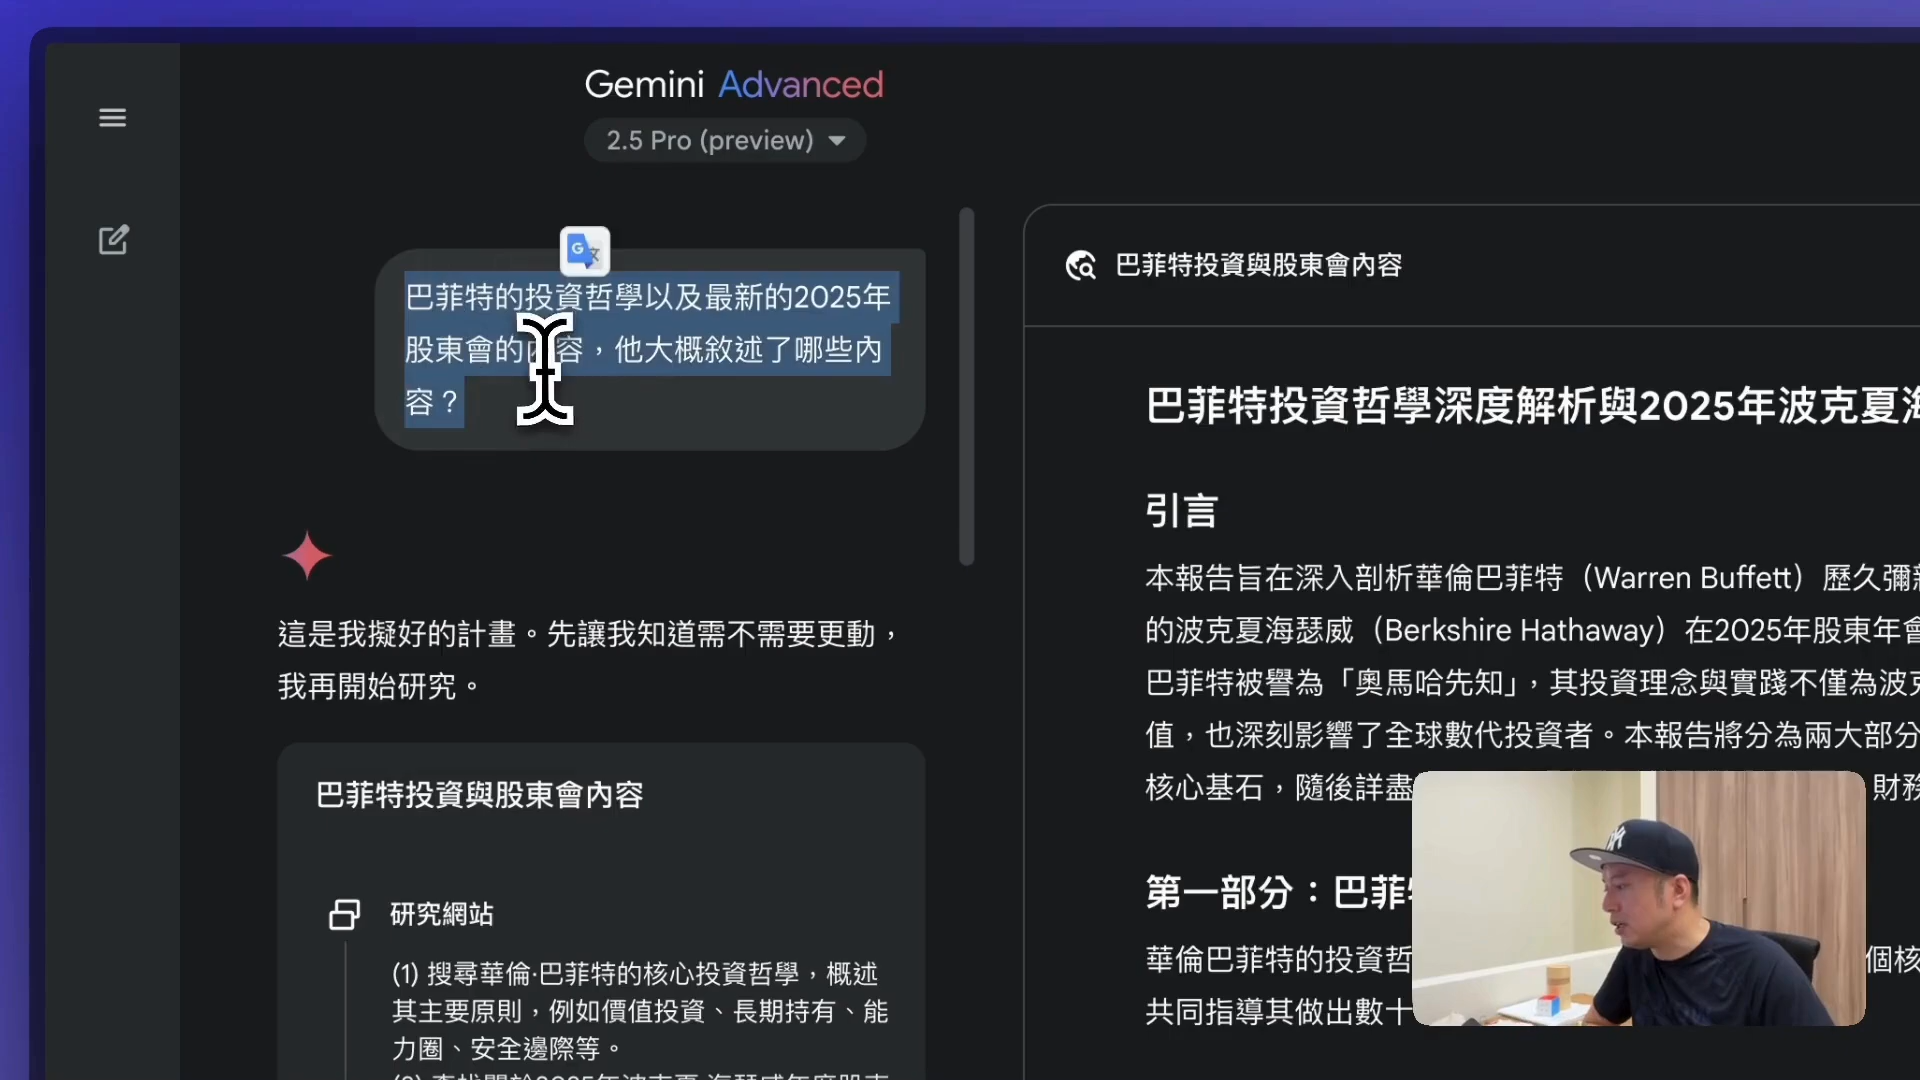 Gemini Advanced
2.5 Pro (preview)
巴菲特的投資哲學以及最新的2025年
股東會的內容，他大概敘述了哪些內
容？
這是我擬好的計畫。先讓我知道需不需要更動，
我再開始研究。
巴菲特投資與股東會內容
研究網站
(1) 搜尋華倫·巴菲特的核心投資哲學，概述
其主要原則，例如價值投資、長期持有、能
力圈、安全邊際等。
巴菲特投資與股東會內容
巴菲特投資哲學深度解析與2025年波克夏海
引言
本報告旨在深入剖析華倫巴菲特（Warren Buffett）歷久彌新
的波克夏海瑟威（Berkshire Hathaway）在2025年股東年會
巴菲特被譽為「奧馬哈先知」，其投資理念與實踐不僅為波克
值，也深刻影響了全球數代投資者。本報告將分為兩大部分
核心基石，隨後詳盡 財務
第一部分：巴菲特
華倫巴菲特的投資哲 個核
共同指導其做出數十